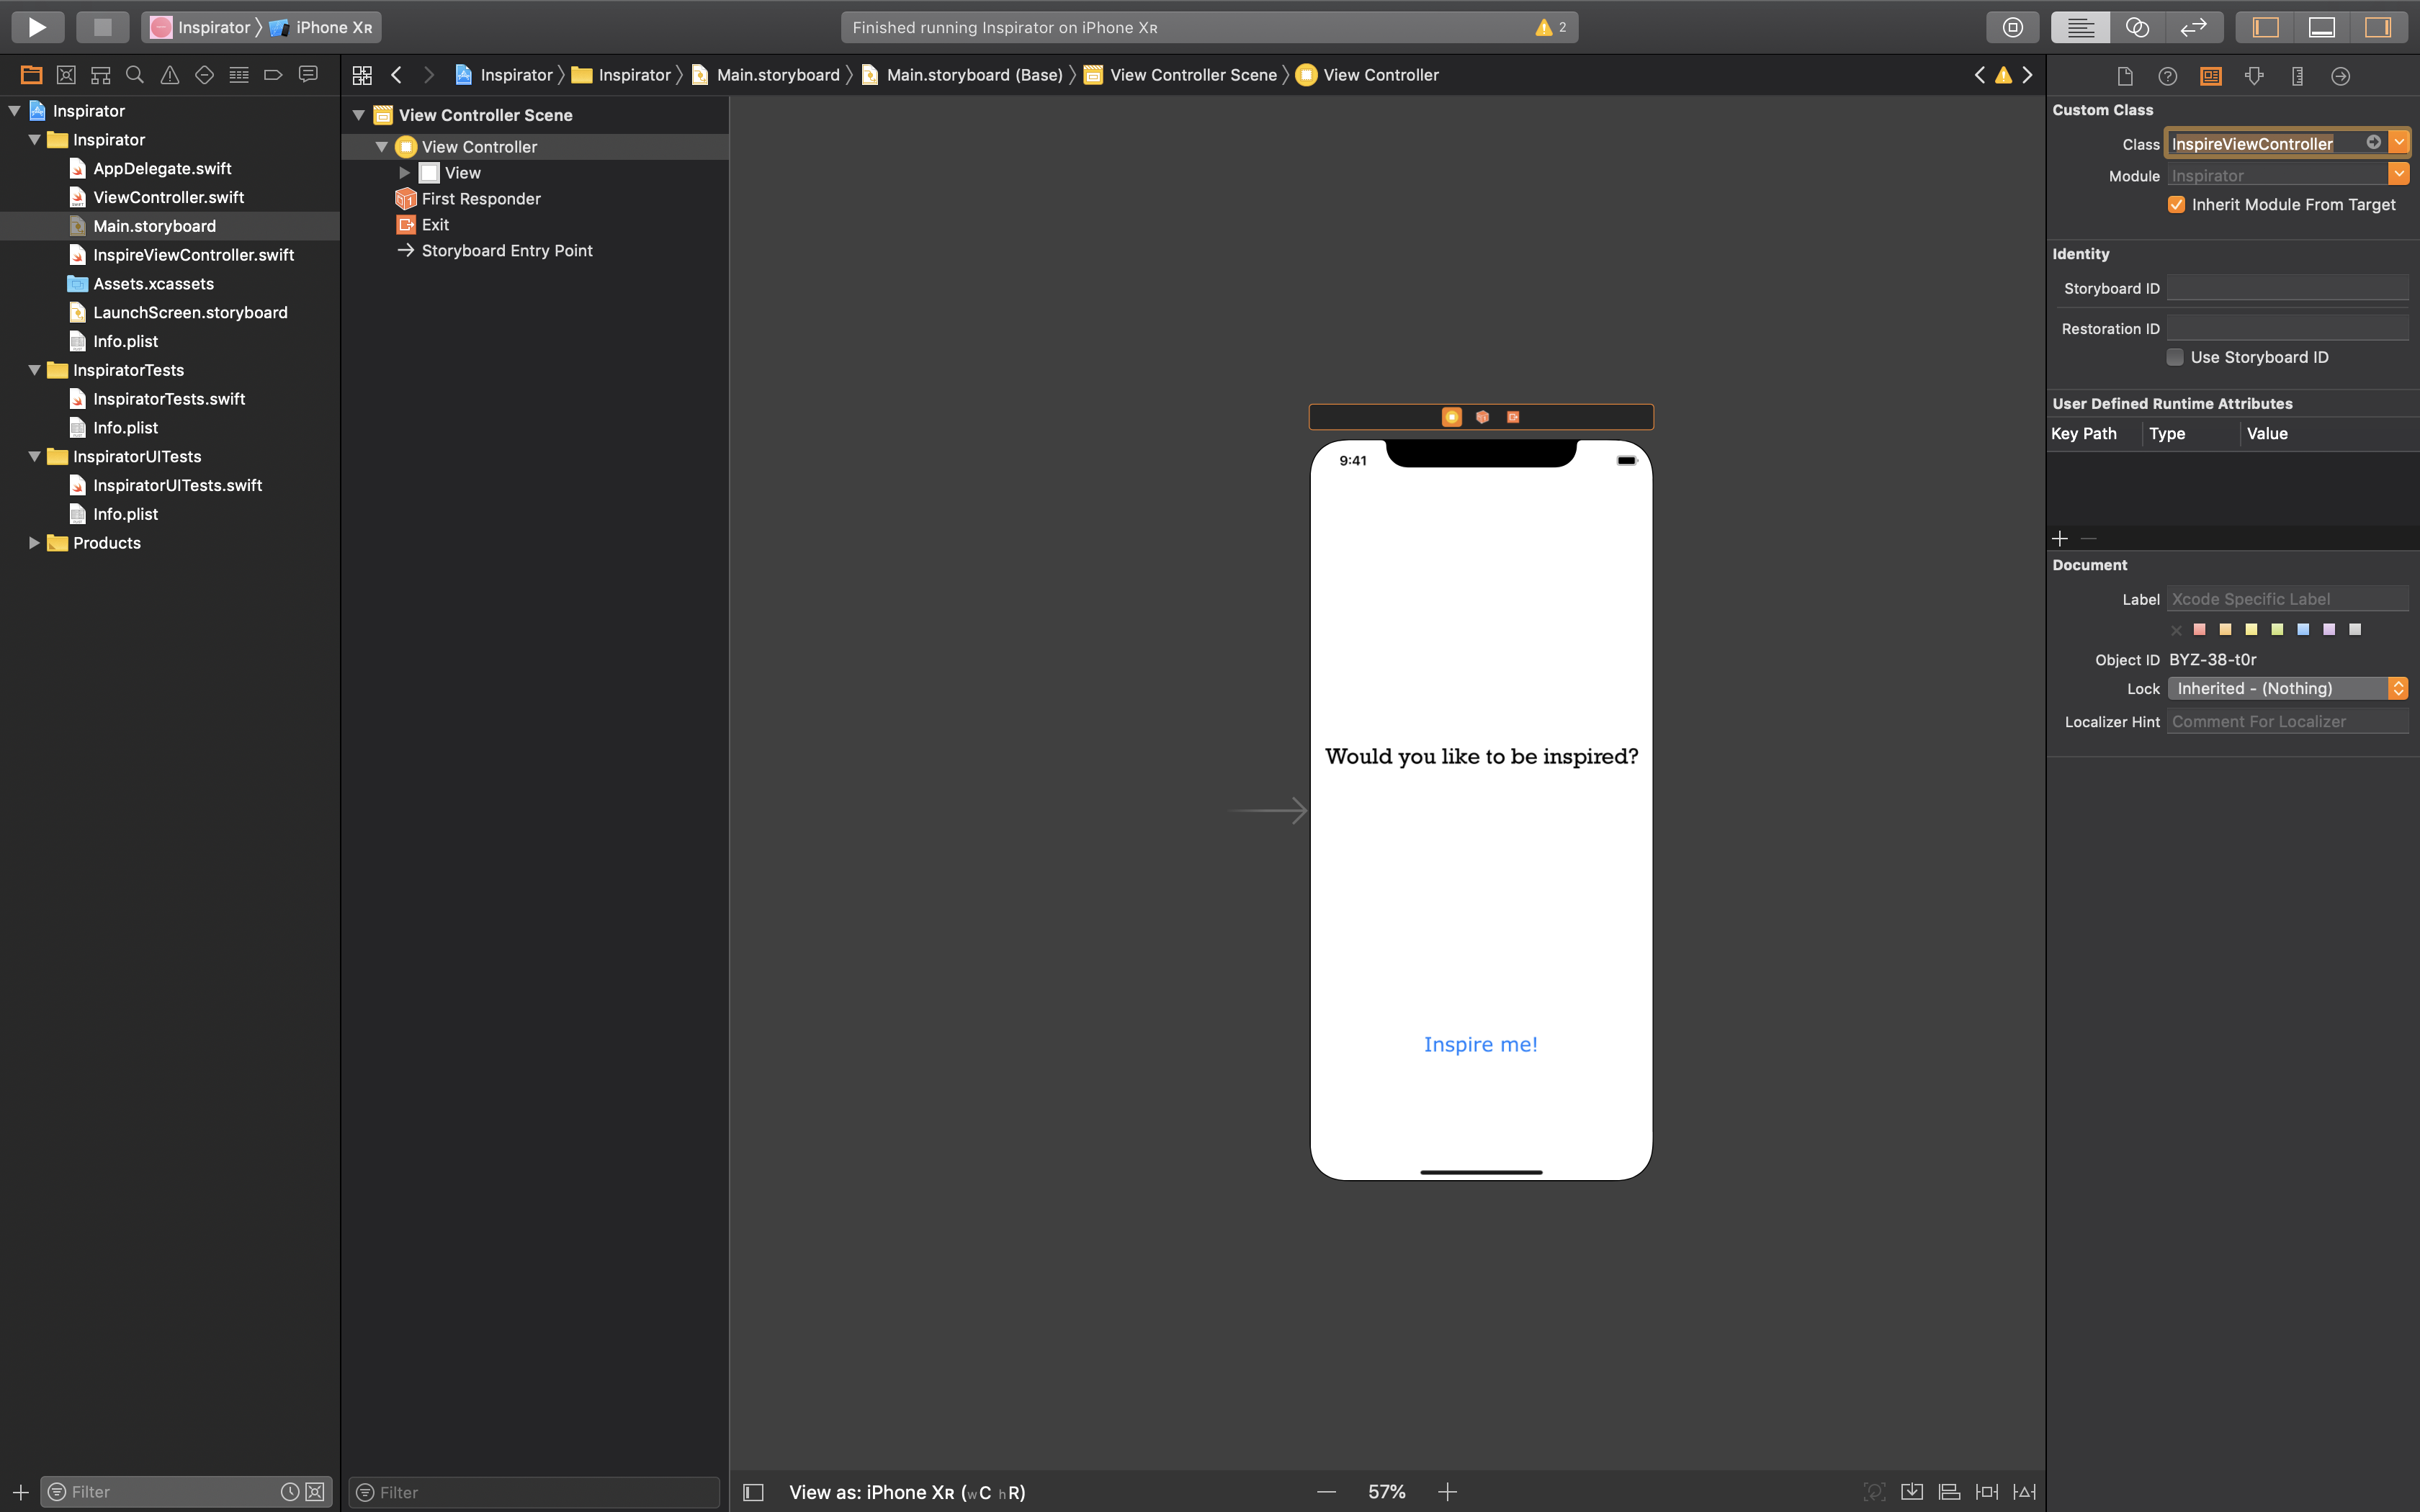 Inspirator
iPhone XR
Finished running Inspirator on iPhone XR
2
Inspirator
Inspirator
Main.storyboard
Main.storyboard (Base)
View Controller Scene
View Controller
Inspirator
Inspirator
AppDelegate.swift
ViewController.swift
Main.storyboard
InspireViewController.swift
Assets.xcassets
LaunchScreen.storyboard
Info.plist
InspiratorTests
InspiratorTests.swift
Info.plist
InspiratorUITests
InspiratorUITests.swift
Info.plist
Products
Filter
View Controller Scene
View Controller
View
First Responder
Exit
Storyboard Entry Point
Filter
9:41
Would you like to be inspired?
Inspire me!
View as: iPhone XR (wC hR)
57%
Custom Class
Class InspireViewController
Module Inspirator
Inherit Module From Target
Identity
Storyboard ID
Restoration ID
Use Storyboard ID
User Defined Runtime Attributes
Key Path Type Value
Document
Label Xcode Specific Label
Object ID BYZ-38-t0r
Lock Inherited - (Nothing)
Localizer Hint Comment For Localizer